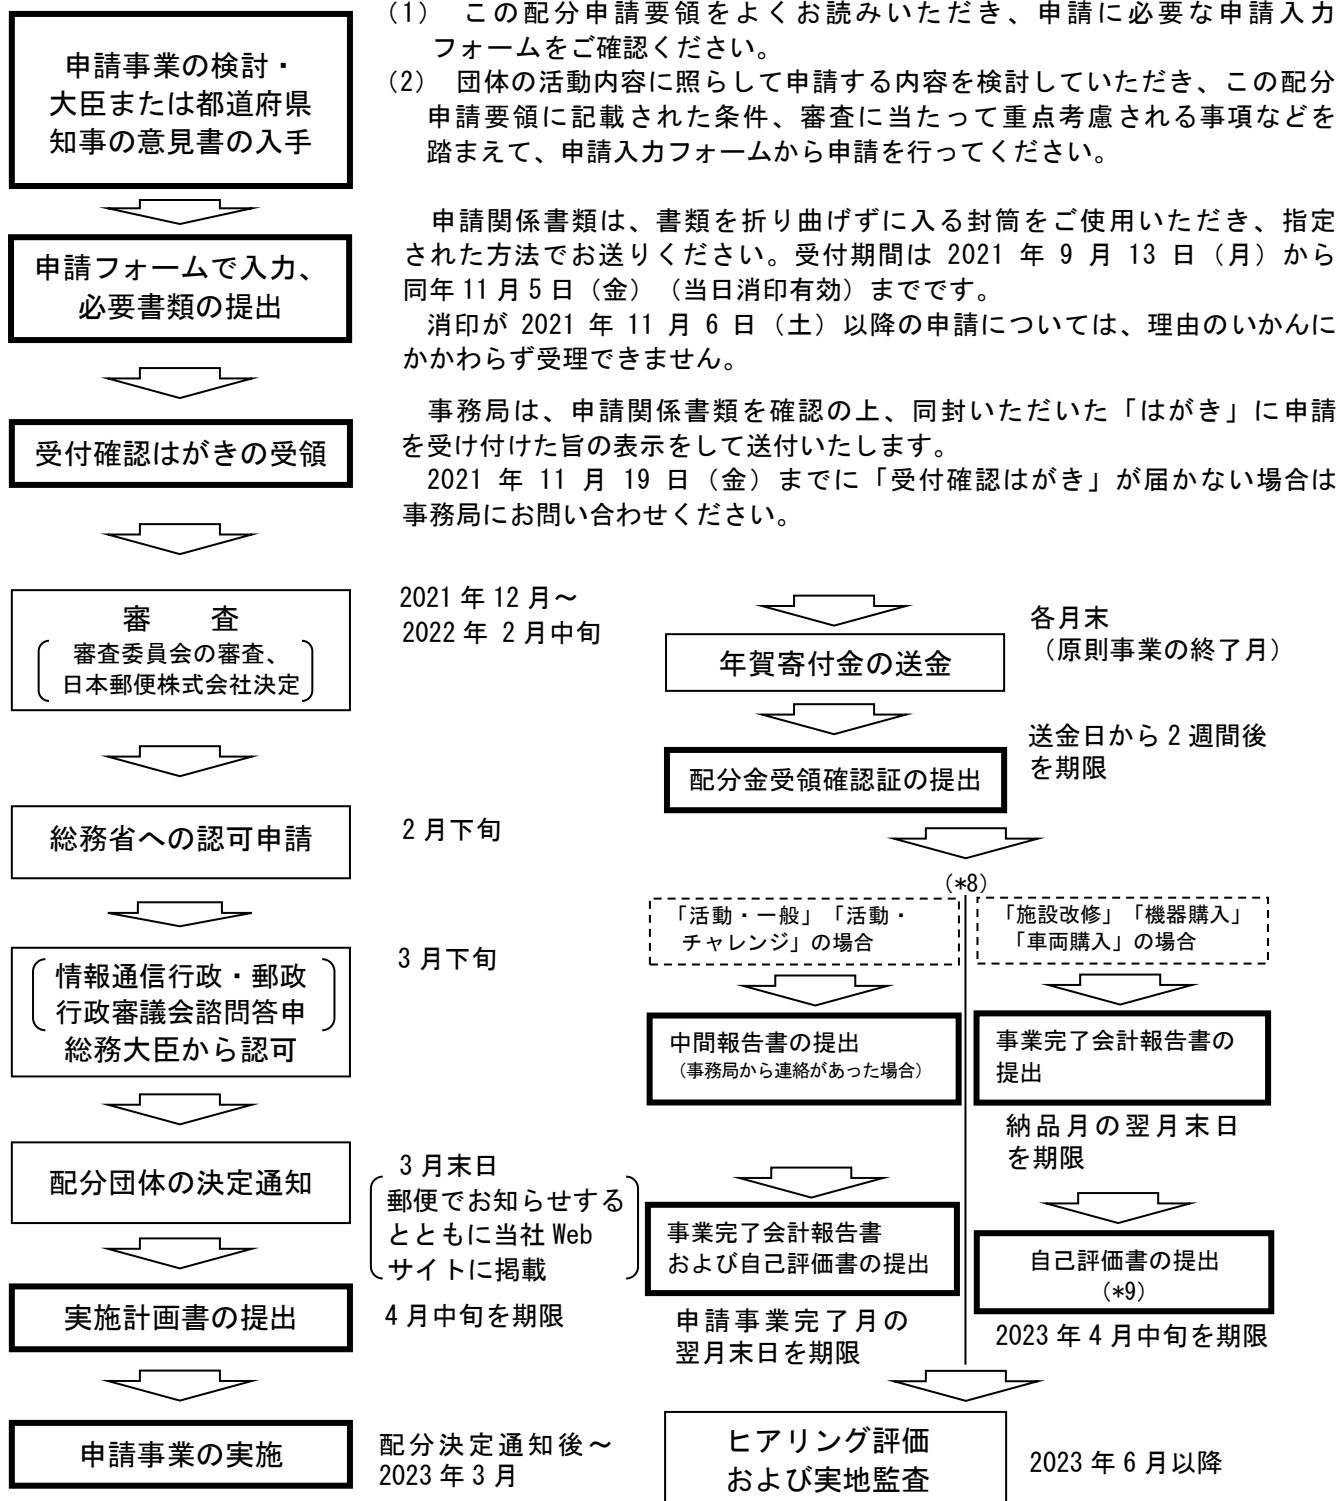 (1) この配分申請要領をよくお読みいただき、申請に必要な申請入力
フォームをご確認ください。
(2) 団体の活動内容に照らして申請する内容を検討していただき、この配分
申請要領に記載された条件、審査に当たって重点考慮される事項などを
踏まえて、申請入力フォームから申請を行ってください。
申請事業の検討・
大臣または都道府県
知事の意見書の入手
申請フォームで入力、
必要書類の提出
申請関係書類は、書類を折り曲げずに入る封筒をご使用いただき、指定
された方法でお送りください。受付期間は 2021 年 9 月 13 日（月）から
同年 11 月 5 日（金）（当日消印有効）までです。
消印が 2021 年 11 月 6 日（土）以降の申請については、理由のいかんに
かかわらず受理できません。
受付確認はがきの受領
事務局は、申請関係書類を確認の上、同封いただいた「はがき」に申請
を受け付けた旨の表示をして送付いたします。
2021 年 11 月 19 日（金）までに「受付確認はがき」が届かない場合は
事務局にお問い合わせください。
審　査
審査委員会の審査、
日本郵便株式会社決定
2021 年 12 月～
2022 年 2 月中旬
総務省への認可申請
2 月下旬
情報通信行政・郵政
行政審議会諮問答申
総務大臣から認可
3 月下旬
配分団体の決定通知
3 月末日
郵便でお知らせする
とともに当社 Web
サイトに掲載
実施計画書の提出
4 月中旬を期限
申請事業の実施
配分決定通知後～
2023 年 3 月
年賀寄付金の送金
各月末
（原則事業の終了月）
配分金受領確認証の提出
送金日から 2 週間後
を期限
(*8)
「活動・一般」「活動・
チャレンジ」の場合
中間報告書の提出
（事務局から連絡があった場合）
事業完了会計報告書
および自己評価書の提出
申請事業完了月の
翌月末日を期限
「施設改修」「機器購入」
「車両購入」の場合
事業完了会計報告書の
提出
納品月の翌月末日
を期限
自己評価書の提出
(*9)
2023 年 4 月中旬を期限
ヒアリング評価
および実地監査
2023 年 6 月以降